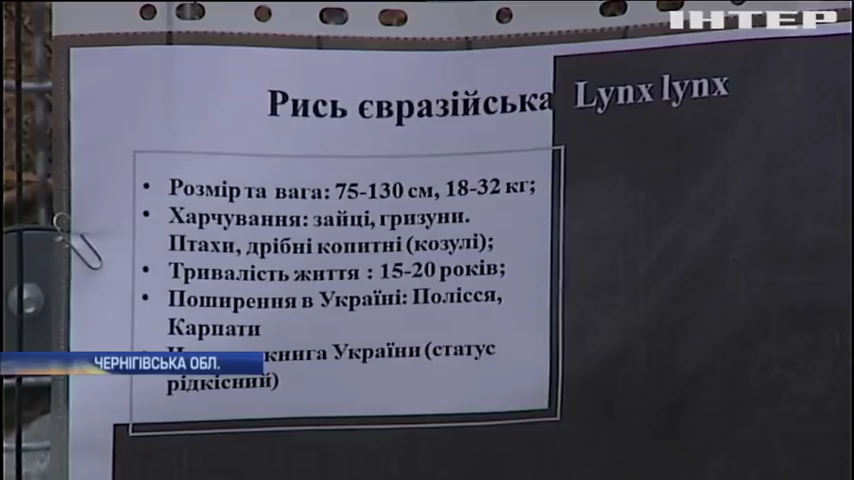 ІНТЕР
Рись євразійська Lynx lynx
• Розмір та вага: 75-130 см, 18-32 кг;
• Харчування: зайці, гризуни.
Птахи, дрібні копитні (козулі);
• Тривалість життя : 15-20 років;
• Поширення в Україні: Полісся,
Карпати
книга України (статус
рідкісний)
ЧЕРНІГІВСЬКА ОБЛ.